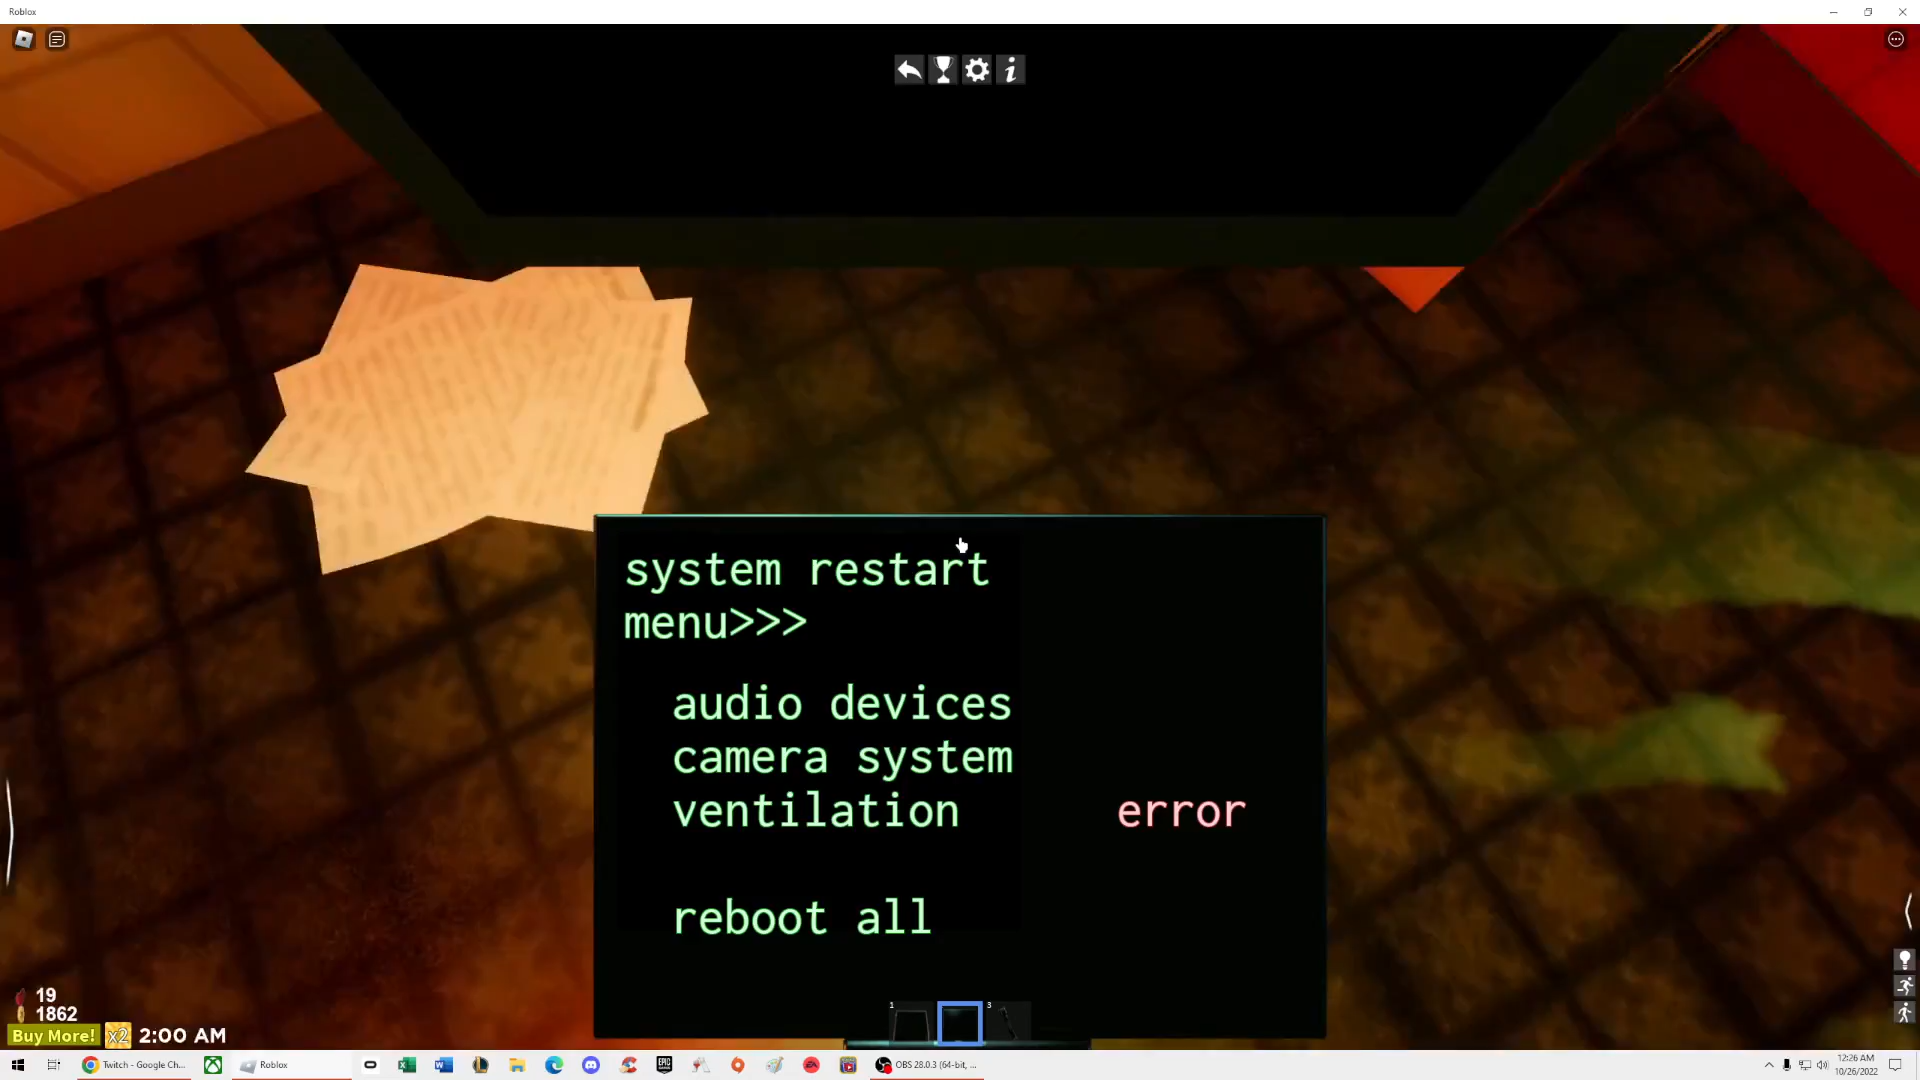 Roblox
system restart
menu>>>
audio devices
camera system
ventilation error
reboot all
1
3
19
1862
Buy More! x2 2:00 AM
Twitch - Google Ch...
Roblox
OBS 28.0.3 (64-bit, ...
12:26 AM
10/26/2022